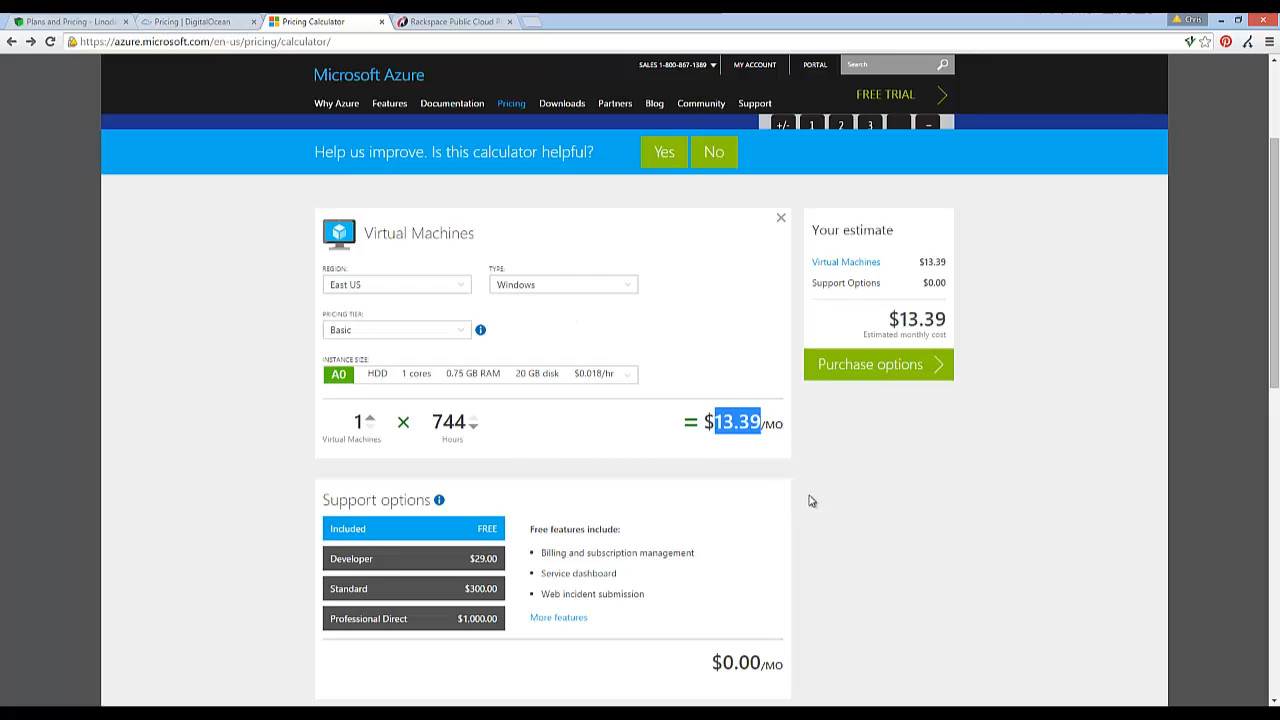 Plans and Pricing - Linod
Pricing | DigitalOcean
Pricing Calculator
Rackspace Public Cloud
Chris
https://azure.microsoft.com/en-us/pricing/calculator/
SALES 1-800-867-1389
MY ACCOUNT
PORTAL
Search
Microsoft Azure
FREE TRIAL
Why Azure
Features
Documentation
Pricing
Downloads
Partners
Blog
Community
Support
+/-
1
2
3
–
Help us improve. Is this calculator helpful?
Yes
No
Virtual Machines
REGION:
TYPE:
East US
Windows
PRICING TIER:
Basic
INSTANCE SIZE:
A0 HDD 1 cores 0.75 GB RAM 20 GB disk $0.018/hr
1 × 744 = $13.39/MO
Virtual Machines
Hours
Your estimate
Virtual Machines $13.39
Support Options $0.00
$13.39
Estimated monthly cost
Purchase options
Support options
Included FREE
Developer $29.00
Standard $300.00
Professional Direct $1,000.00
Free features include:
• Billing and subscription management
• Service dashboard
• Web incident submission
More features
$0.00/MO